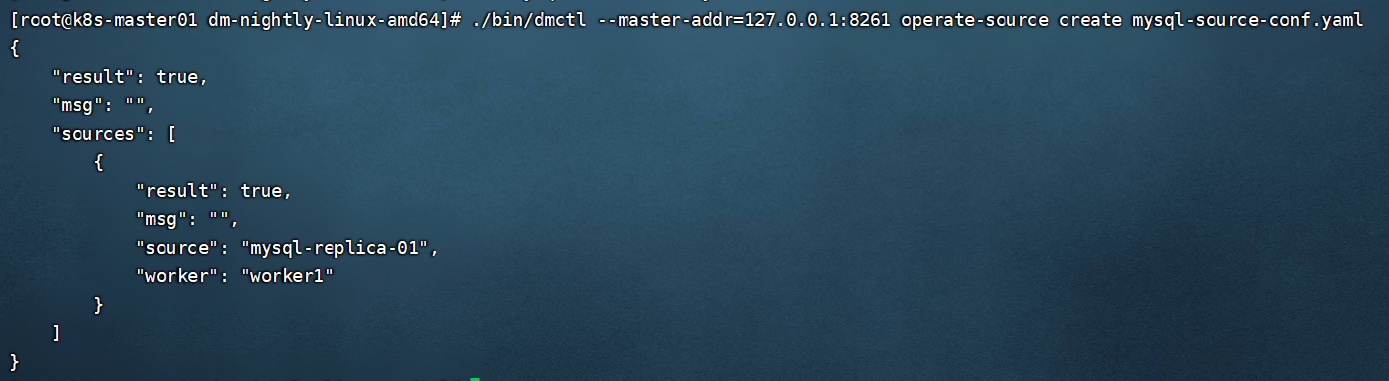 [root@k8s-master01 dm-nightly-linux-amd64]# ./bin/dmctl --master-addr=127.0.0.1:8261 operate-source create mysql-source-conf.yaml
{
    "result": true,
    "msg": "",
    "sources": [
        {
            "result": true,
            "msg": "",
            "source": "mysql-replica-01",
            "worker": "worker1"
        }
    ]
}